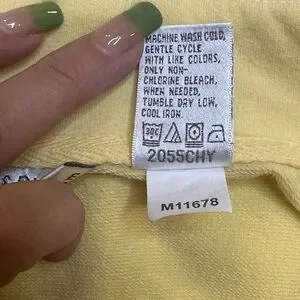 MACHINE WASH COLD,
GENTLE CYCLE
WITH LIKE COLORS,
ONLY NON-
CHLORINE BLEACH,
WHEN NEEDED,
TUMBLE DRY LOW,
COOL IRON.
30C
2055CHY
M11678